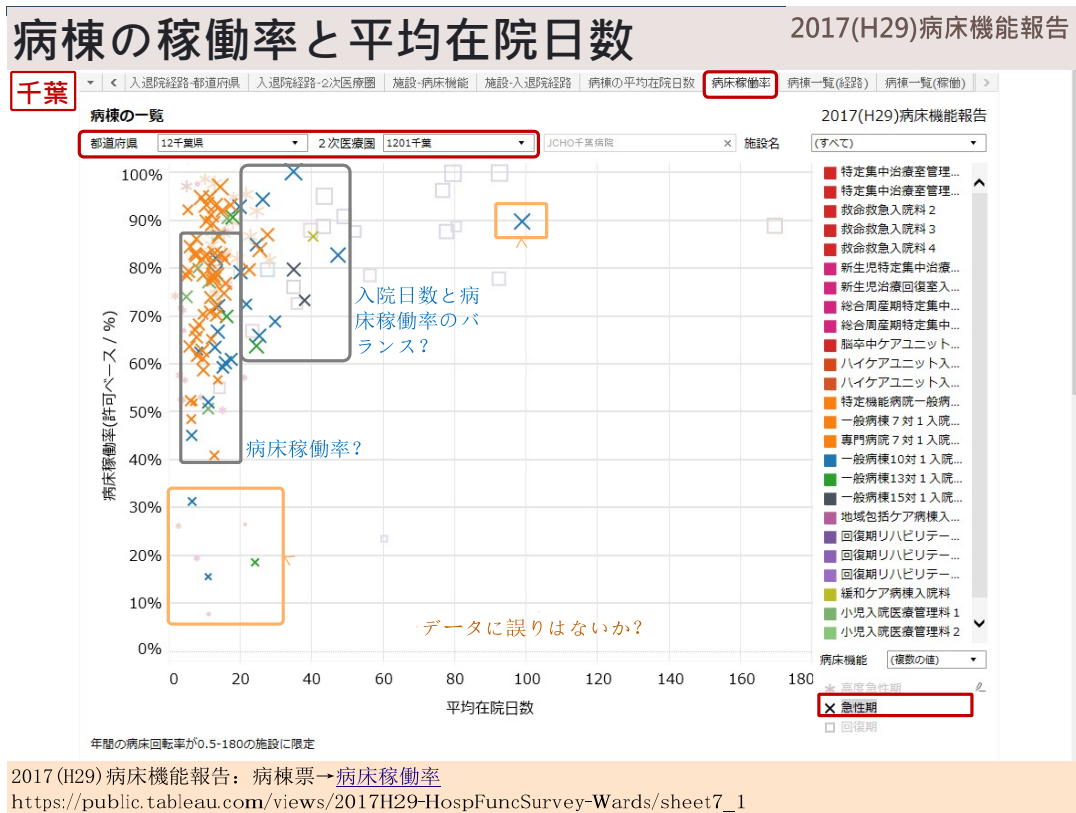 病棟の稼働率と平均在院日数
2017(H29)病床機能報告
千葉
入退院経路-都道府県 入退院経路-2次医療圏 施設-病床機能 施設-入退院経路 病棟の平均在院日数 病床稼働率 病棟一覧(経路) 病棟一覧(稼働)
病棟の一覧
2017(H29)病床機能報告
都道府県 12千葉県 2次医療圏 1201千葉 JCHO千葉病院 施設名 (すべて)
病床稼働率(許可ベース / %)
100%
90%
80%
70%
60%
50%
40%
30%
20%
10%
0%
入院日数と病
床稼働率のバ
ランス？
病床稼働率？
データに誤りはないか？
0 20 40 60 80 100 120 140 160 180
平均在院日数
特定集中治療室管理...
特定集中治療室管理...
救命救急入院料２
救命救急入院料３
救命救急入院料４
新生児特定集中治療...
新生児治療回復室入...
総合周産期特定集中...
総合周産期特定集中...
脳卒中ケアユニット...
ハイケアユニット入...
ハイケアユニット入...
特定機能病院一般病...
一般病棟７対１入院...
専門病院７対１入院...
一般病棟10対１入院...
一般病棟13対１入院...
一般病棟15対１入院...
地域包括ケア病棟入...
回復期リハビリテー...
回復期リハビリテー...
回復期リハビリテー...
緩和ケア病棟入院料
小児入院医療管理料１
小児入院医療管理料２
病床機能 (複数の値)
高度急性期
急性期
回復期
年間の病床回転率が0.5-180の施設に限定
2017(H29)病床機能報告：病棟票→病床稼働率
https://public.tableau.com/views/2017H29-HospFuncSurvey-Wards/sheet7_1